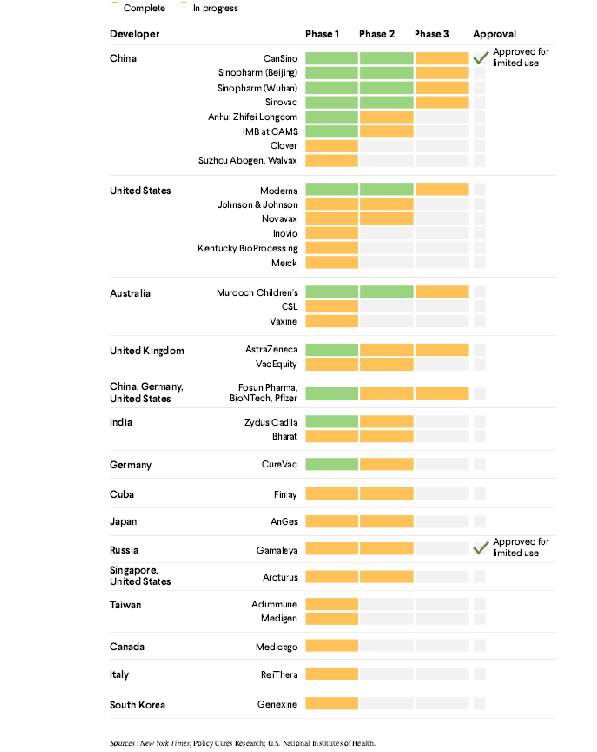 Complete In progress
Developer Phase 1 Phase 2 Phase 3 Approval
China CanSino Approved for
limited use
Sinopharm (Beijing)
Sinopharm (Wuhan)
Sinovac
Anhui Zhifei Longcom
IMB at CAMS
Clover
Suzhou Abogen, Walvax
United States Moderna
Johnson & Johnson
Novavax
Inovio
Kentucky BioProcessing
Merck
Australia Murdoch Children's
CSL
Vaxine
United Kingdom AstraZeneca
VacEquity
China, Germany, Fosun Pharma,
United States BioNTech, Pfizer
India Zydus Cadila
Bharat
Germany CureVac
Cuba Finlay
Japan AnGes
Russia Gamaleya Approved for
limited use
Singapore,
United States Arcturus
Taiwan Adimmune
Medigen
Canada Medicago
Italy ReiThera
South Korea Genexine
Sources: New York Times; Policy Cures Research; U.S. National Institutes of Health.